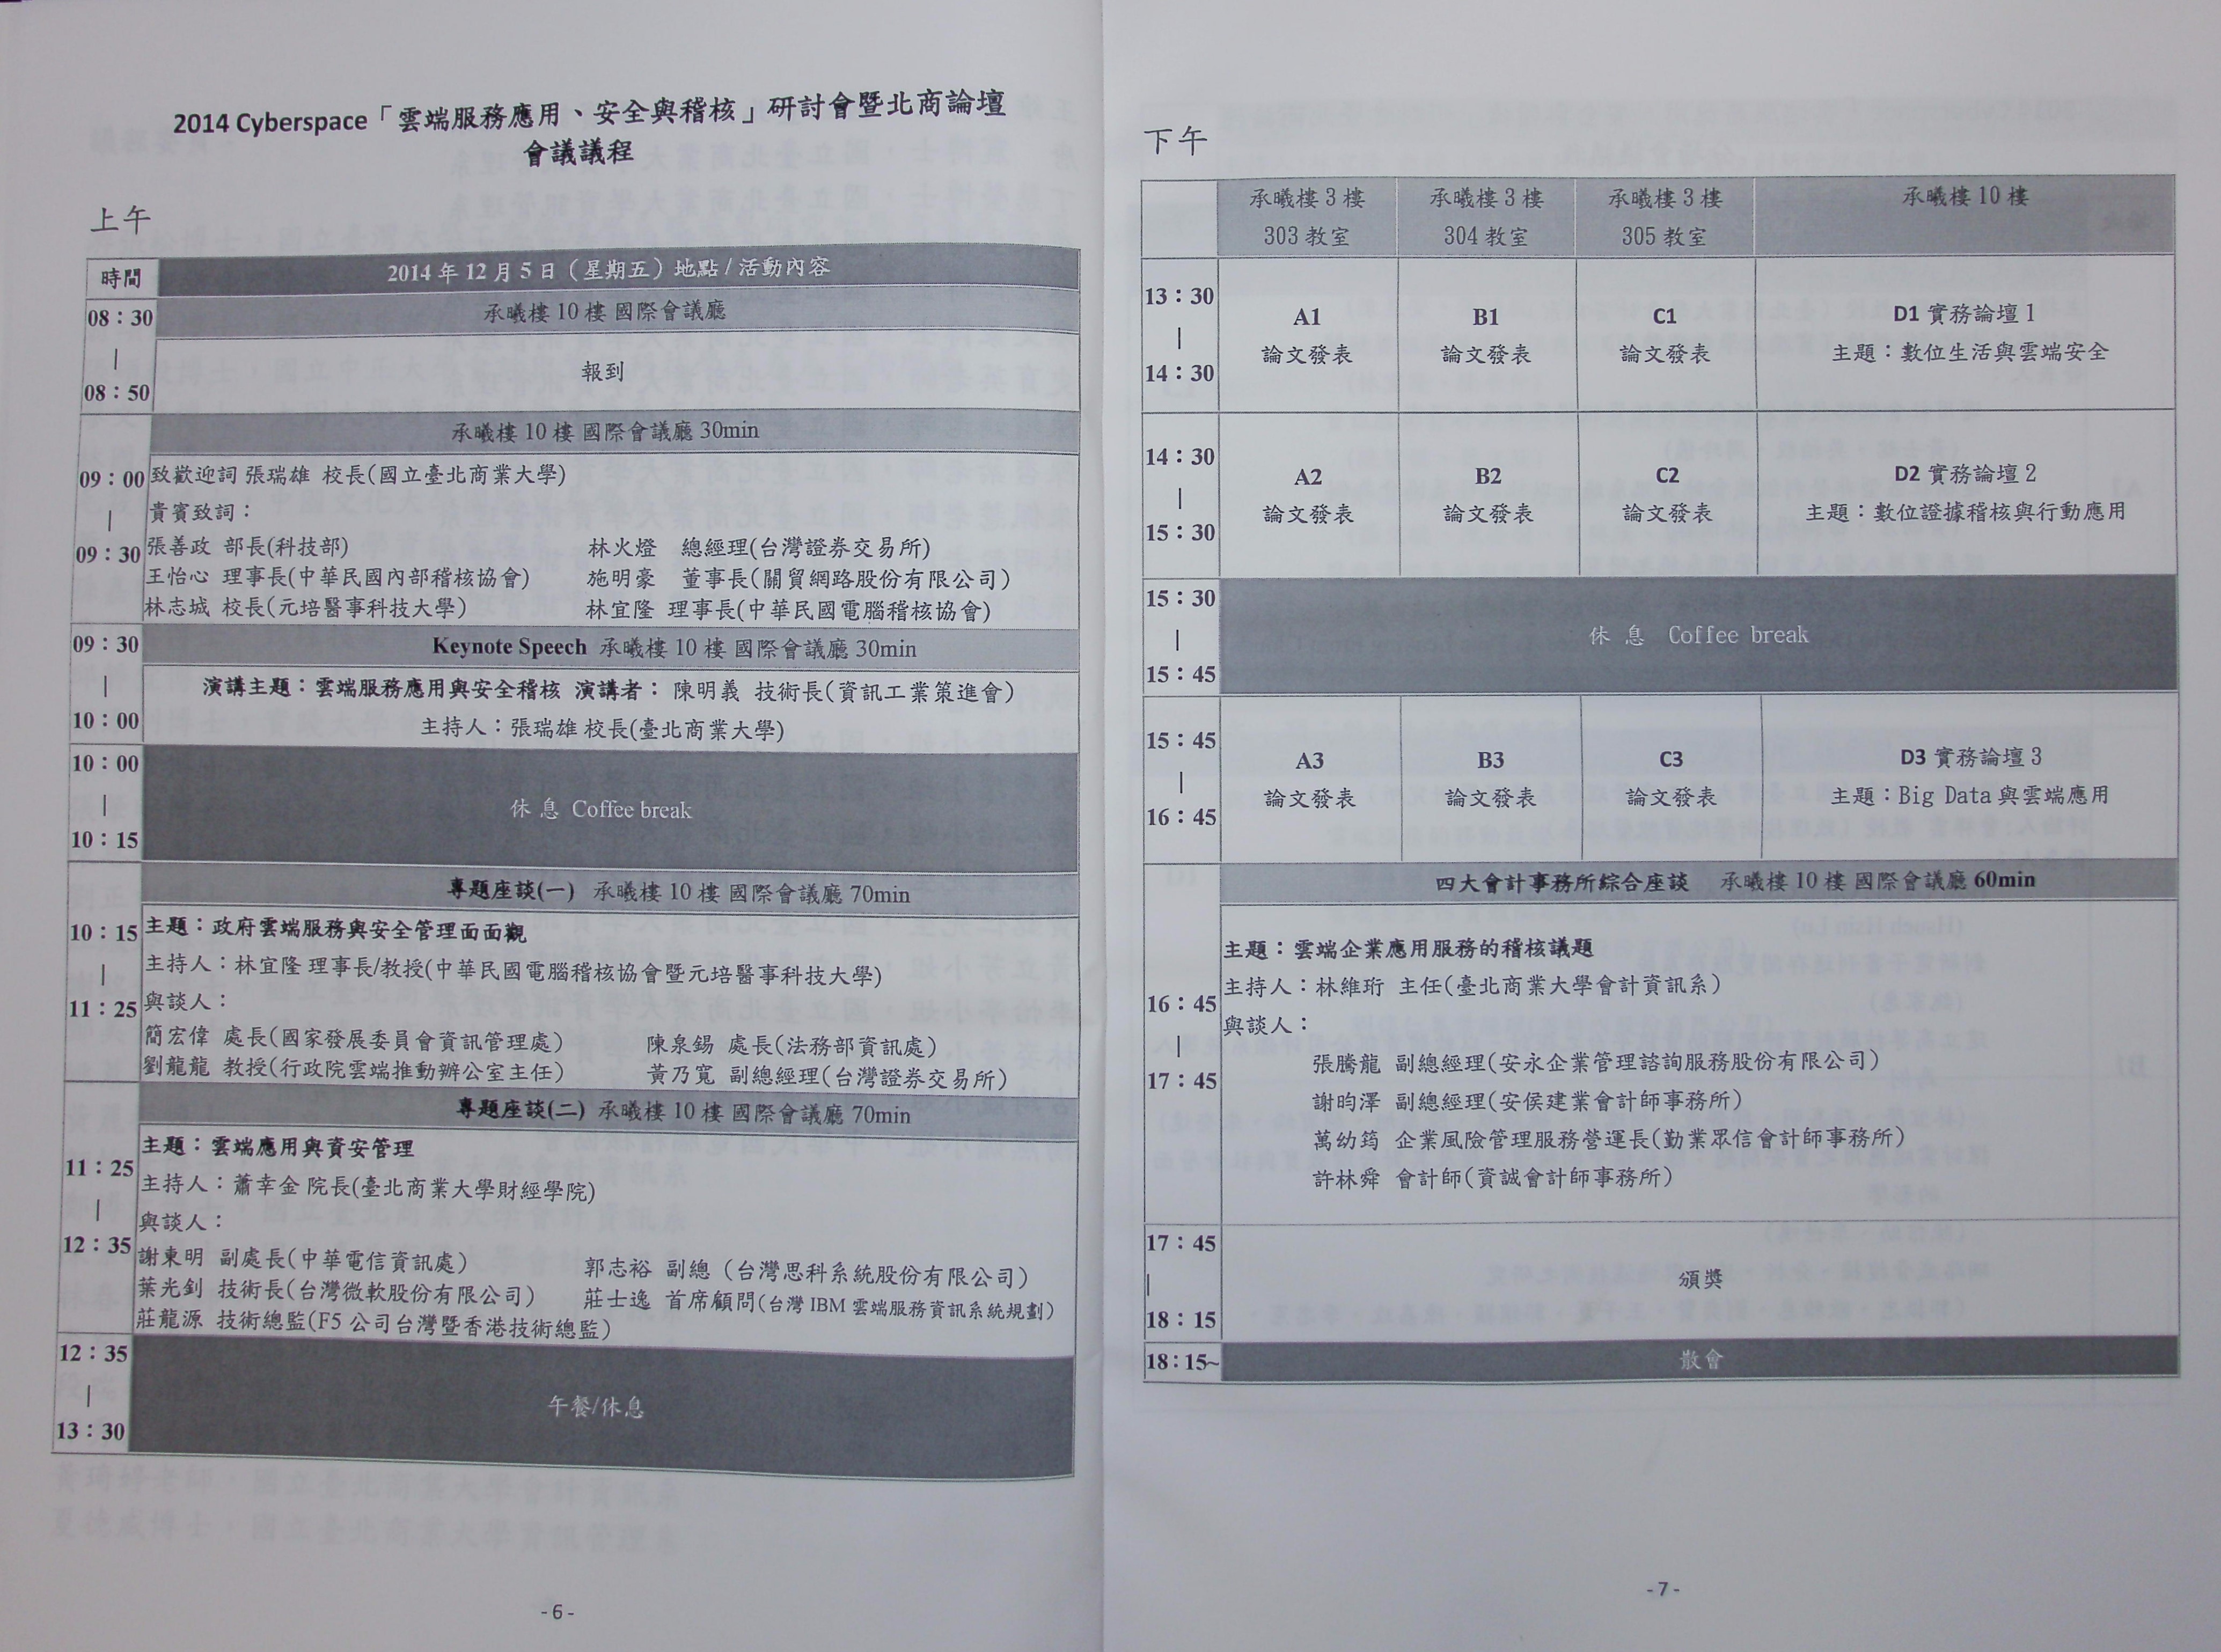 2014 Cyberspace「雲端服務應用、安全與稽核」研討會暨北商論壇
會議議程
上午
時間 2014年12月5日（星期五）地點/活動內容
08：30
|
08：50
承曦樓10樓 國際會議廳
報到
承曦樓10樓 國際會議廳 30min
09：00
|
09：30
致歡迎詞 張瑞雄 校長(國立臺北商業大學)
貴賓致詞：
張善政 部長(科技部) 林火燈 總經理(台灣證券交易所)
王怡心 理事長(中華民國內部稽核協會) 施明豪 董事長(關貿網路股份有限公司)
林志城 校長(元培醫事科技大學) 林宜隆 理事長(中華民國電腦稽核協會)
09：30
|
10：00
Keynote Speech 承曦樓10樓 國際會議廳 30min
演講主題：雲端服務應用與安全稽核 演講者： 陳明義 技術長(資訊工業策進會)
主持人：張瑞雄 校長(臺北商業大學)
10：00
|
10：15
休息 Coffee break
專題座談(一) 承曦樓10樓 國際會議廳 70min
10：15
|
11：25
主題：政府雲端服務與安全管理面面觀
主持人：林宜隆 理事長/教授(中華民國電腦稽核協會暨元培醫事科技大學)
與談人：
簡宏偉 處長(國家發展委員會資訊管理處) 陳泉錫 處長(法務部資訊處)
劉龍龍 教授(行政院雲端推動辦公室主任) 黃乃寬 副總經理(台灣證券交易所)
專題座談(二) 承曦樓10樓 國際會議廳 70min
11：25
|
12：35
主題：雲端應用與資安管理
主持人：蕭幸金 院長(臺北商業大學財經學院)
與談人：
謝東明 副處長(中華電信資訊處) 郭志裕 副總（台灣思科系統股份有限公司）
葉光釗 技術長(台灣微軟股份有限公司) 莊士逸 首席顧問(台灣IBM雲端服務資訊系統規劃)
莊龍源 技術總監(F5公司台灣暨香港技術總監)
12：35
|
13：30
午餐/休息
- 6 -
下午
承曦樓3樓 承曦樓3樓 承曦樓3樓 承曦樓10樓
303教室 304教室 305教室
13：30
|
14：30
A1 B1 C1 D1 實務論壇1
論文發表 論文發表 論文發表 主題：數位生活與雲端安全
14：30
|
15：30
A2 B2 C2 D2 實務論壇2
論文發表 論文發表 論文發表 主題：數位證據稽核與行動應用
15：30
|
15：45
休息 Coffee break
15：45
|
16：45
A3 B3 C3 D3 實務論壇3
論文發表 論文發表 論文發表 主題：Big Data與雲端應用
四大會計事務所綜合座談 承曦樓10樓 國際會議廳 60min
16：45
|
17：45
主題：雲端企業應用服務的稽核議題
主持人：林維珩 主任(臺北商業大學會計資訊系)
與談人：
張騰龍 副總經理(安永企業管理諮詢服務股份有限公司)
謝昀澤 副總經理(安侯建業會計師事務所)
萬幼筠 企業風險管理服務營運長(勤業眾信會計師事務所)
許林舜 會計師(資誠會計師事務所)
17：45
|
18：15
頒獎
18：15~ 散會
- 7 -